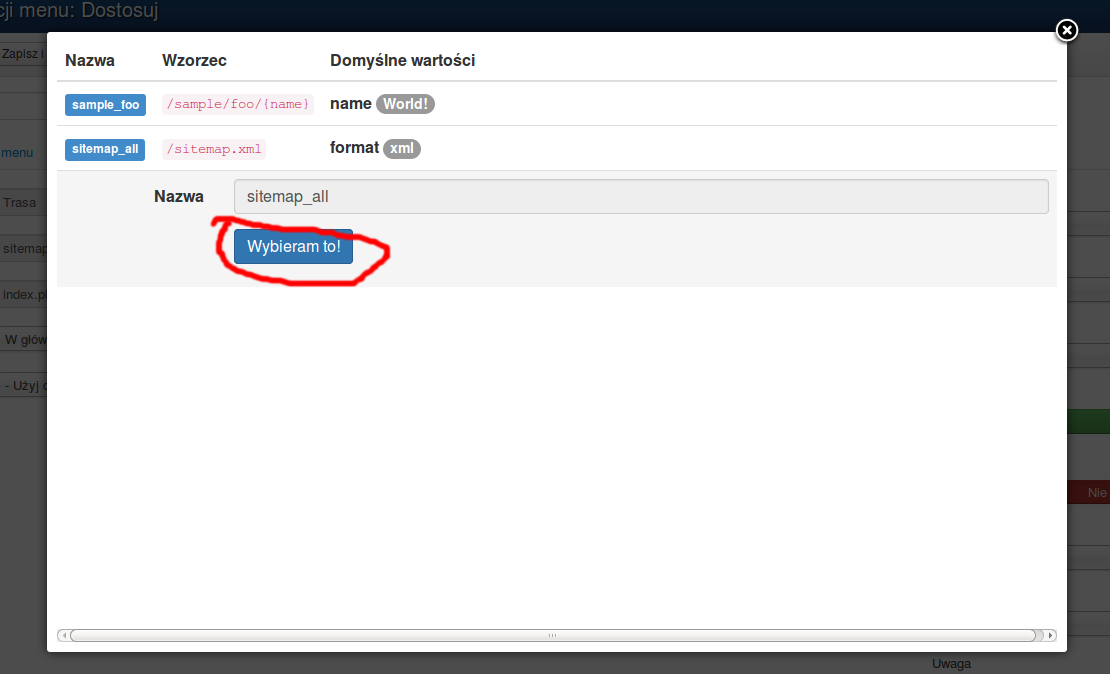 cji menu: Dostosuj
Zapisz i
menu
Trasa
sitemap
index.p
W głów
- Użyj
Nazwa Wzorzec Domyślne wartości
sample_foo /sample/foo/{name} name World!
sitemap_all /sitemap.xml format xml
Nazwa sitemap_all
Wybieram to!
Nie
Uwaga